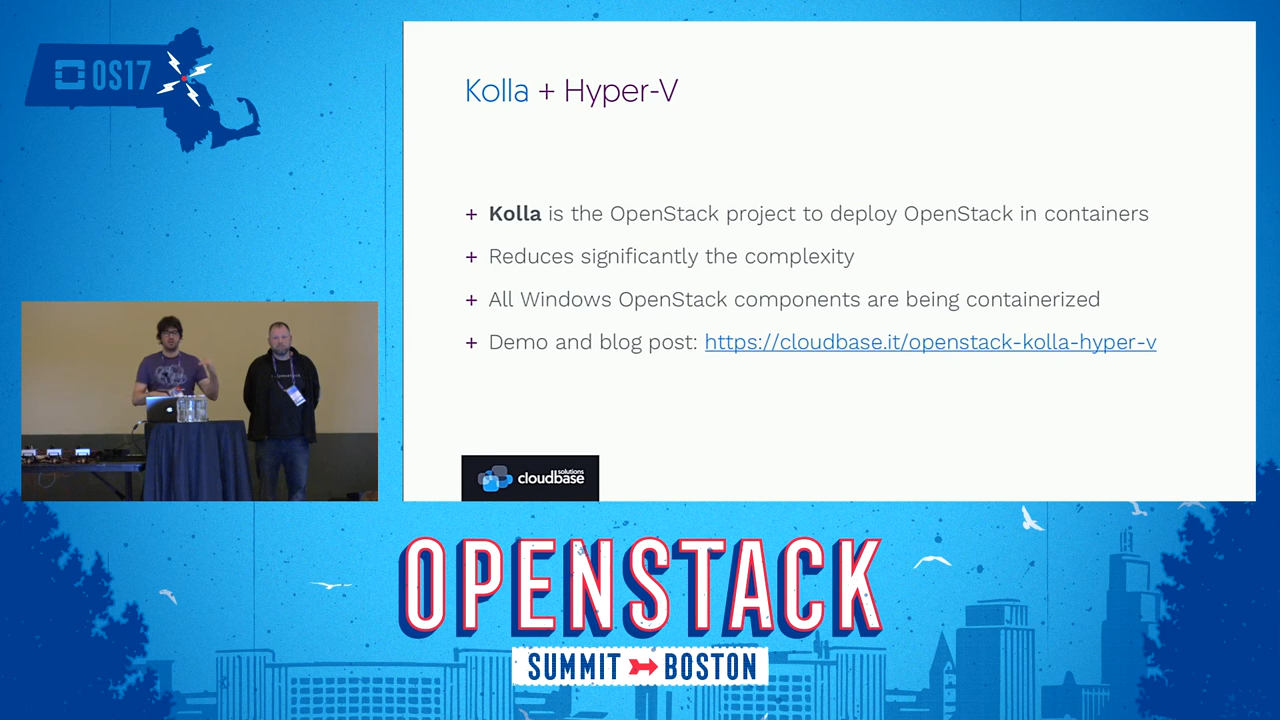 OS17
Kolla + Hyper-V
+ Kolla is the OpenStack project to deploy OpenStack in containers
+ Reduces significantly the complexity
+ All Windows OpenStack components are being containerized
+ Demo and blog post: https://cloudbase.it/openstack-kolla-hyper-v
cloudbase
solutions
OPENSTACK
SUMMIT BOSTON